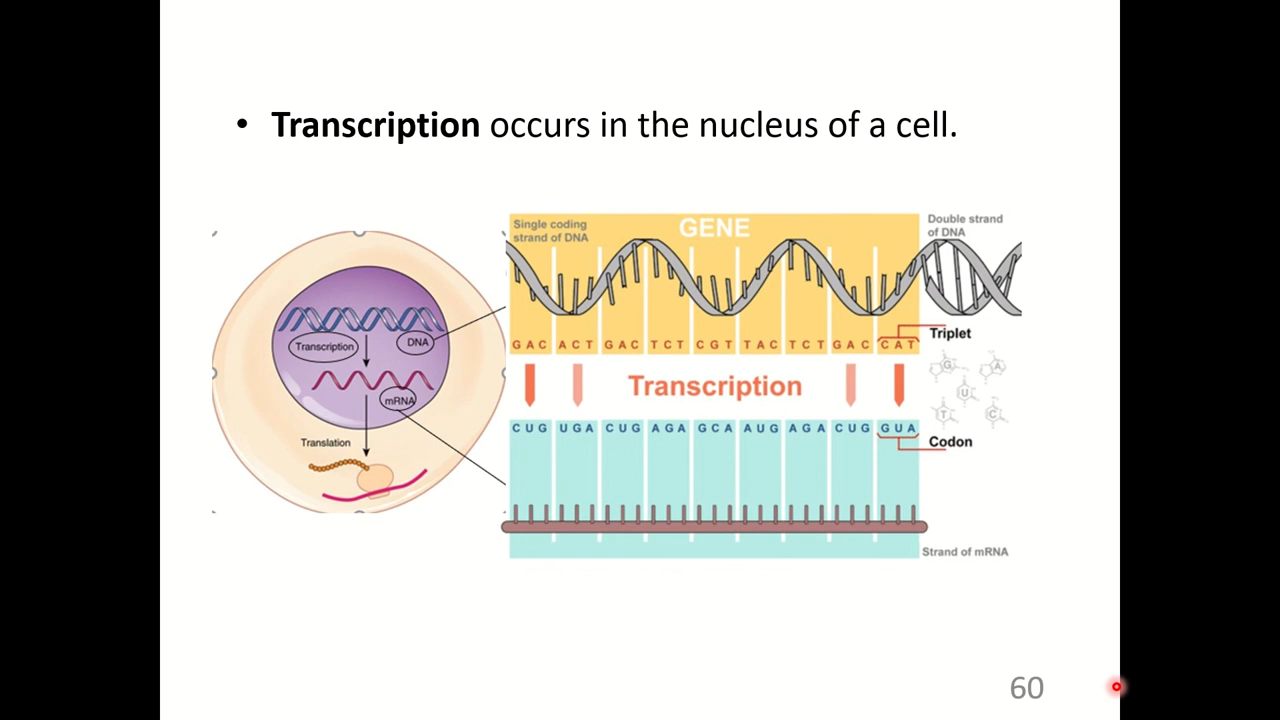 • Transcription occurs in the nucleus of a cell.
Transcription
DNA
mRNA
Translation
Single coding
strand of DNA
GENE
Double strand
of DNA
GAC ACT GAC TCT CGT TAC TCT GAC CAT
Triplet
Transcription
G A U T C
CUG UGA CUG AGA GCA AUG AGA CUG GUA
Codon
Strand of mRNA
60